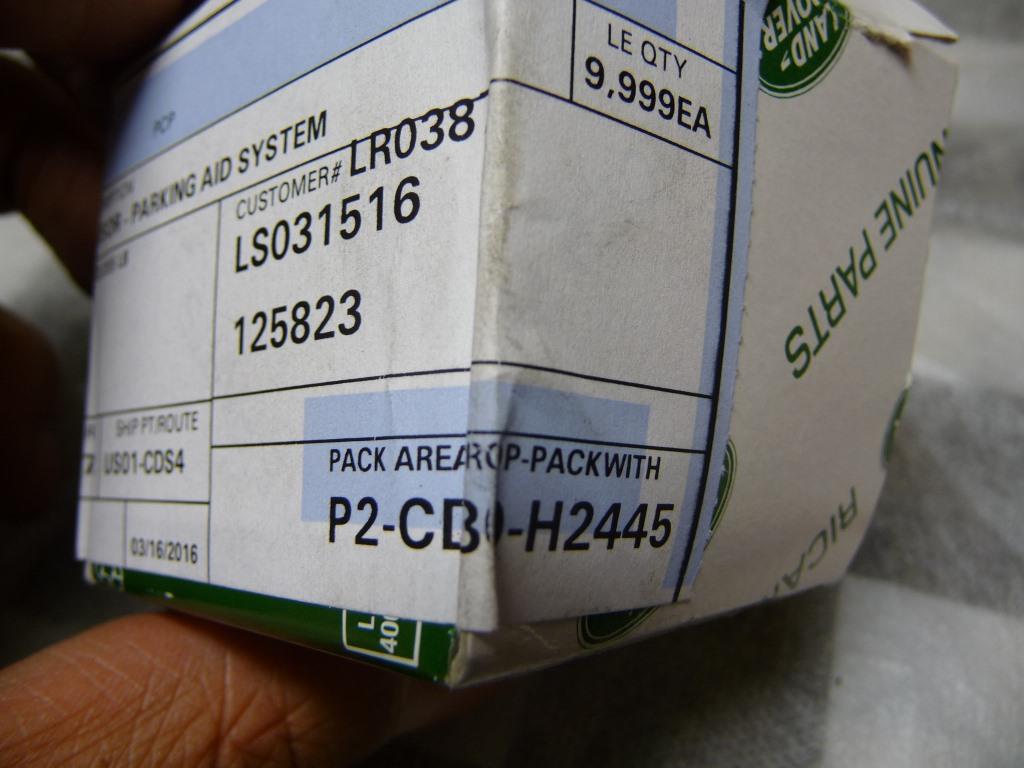 PCP
LE QTY
9,999EA
PARKING AID SYSTEM
CUSTOMER# LR038
LS031516
125823
SHIP PT/ROUTE
US01-CDS4
PACK AREA
OP-PACKWITH
P2-CB
-H2445
03/16/2016
LAND
ROVER
PARTS